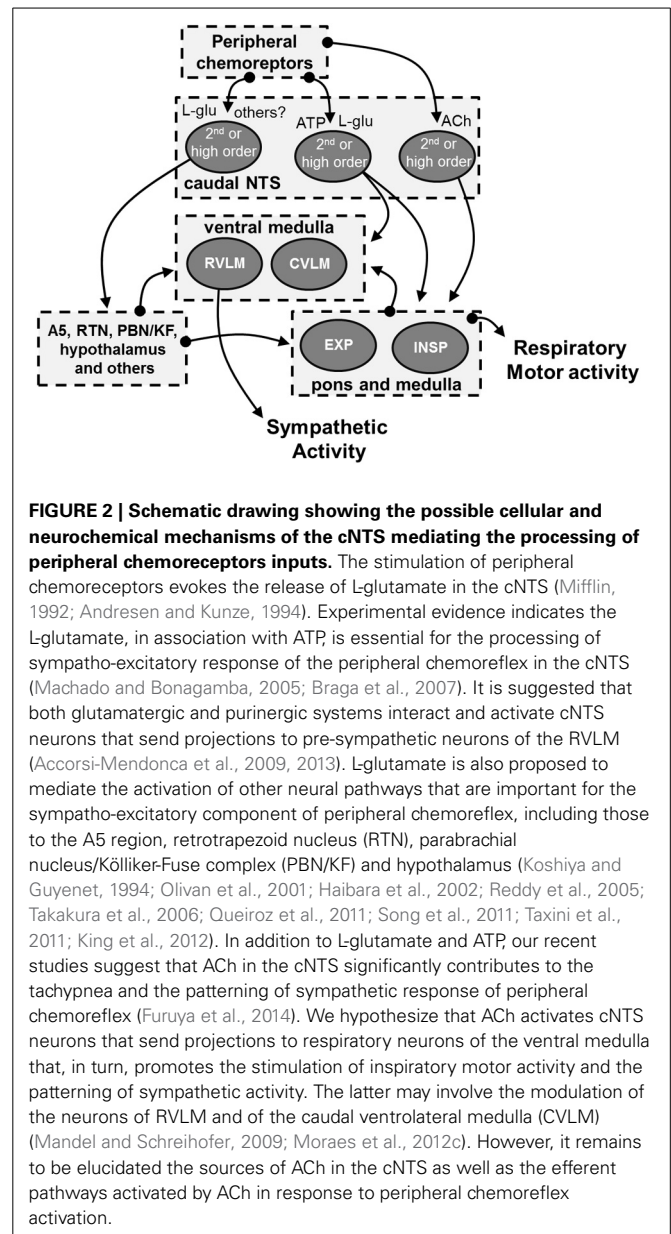 Peripheral
chemoreptors
L-glu others?
ATP L-glu
ACh
2nd or
high order
2nd or
high order
2nd or
high order
caudal NTS
ventral medulla
RVLM
CVLM
A5, RTN, PBN/KF,
hypothalamus
and others
EXP
INSP
pons and medulla
Respiratory
Motor activity
Sympathetic
Activity
FIGURE 2 | Schematic drawing showing the possible cellular and
neurochemical mechanisms of the cNTS mediating the processing of
peripheral chemoreceptors inputs. The stimulation of peripheral
chemoreceptors evokes the release of L-glutamate in the cNTS (Mifflin,
1992; Andresen and Kunze, 1994). Experimental evidence indicates the
L-glutamate, in association with ATP, is essential for the processing of
sympatho-excitatory response of the peripheral chemoreflex in the cNTS
(Machado and Bonagamba, 2005; Braga et al., 2007). It is suggested that
both glutamatergic and purinergic systems interact and activate cNTS
neurons that send projections to pre-sympathetic neurons of the RVLM
(Accorsi-Mendonca et al., 2009, 2013). L-glutamate is also proposed to
mediate the activation of other neural pathways that are important for the
sympatho-excitatory component of peripheral chemoreflex, including those
to the A5 region, retrotrapezoid nucleus (RTN), parabrachial
nucleus/Kölliker-Fuse complex (PBN/KF) and hypothalamus (Koshiya and
Guyenet, 1994; Olivan et al., 2001; Haibara et al., 2002; Reddy et al., 2005;
Takakura et al., 2006; Queiroz et al., 2011; Song et al., 2011; Taxini et al.,
2011; King et al., 2012). In addition to L-glutamate and ATP, our recent
studies suggest that ACh in the cNTS significantly contributes to the
tachypnea and the patterning of sympathetic response of peripheral
chemoreflex (Furuya et al., 2014). We hypothesize that ACh activates cNTS
neurons that send projections to respiratory neurons of the ventral medulla
that, in turn, promotes the stimulation of inspiratory motor activity and the
patterning of sympathetic activity. The latter may involve the modulation of
the neurons of RVLM and of the caudal ventrolateral medulla (CVLM)
(Mandel and Schreihofer, 2009; Moraes et al., 2012c). However, it remains
to be elucidated the sources of ACh in the cNTS as well as the efferent
pathways activated by ACh in response to peripheral chemoreflex
activation.